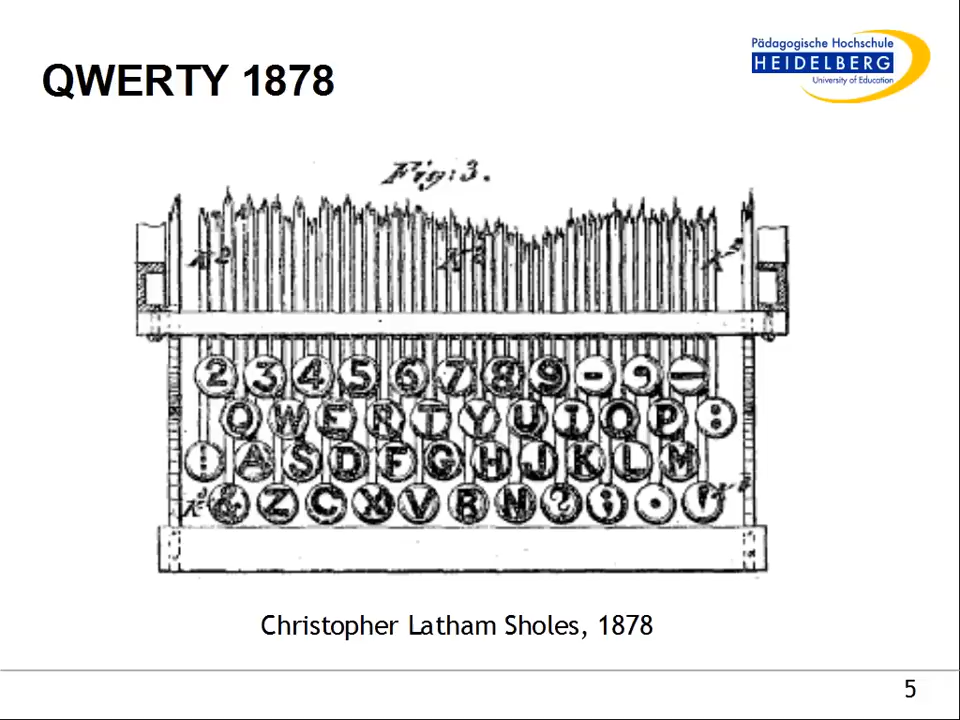 QWERTY 1878
Pädagogische Hochschule
HEIDELBERG
University of Education
Fig: 3.
2 3 4 5 6 7 8 9 - , —
Q W E R T Y U I O P :
¦ A S D F G H J K L M
& Z C X V B N ? ; . !
Christopher Latham Sholes, 1878
5